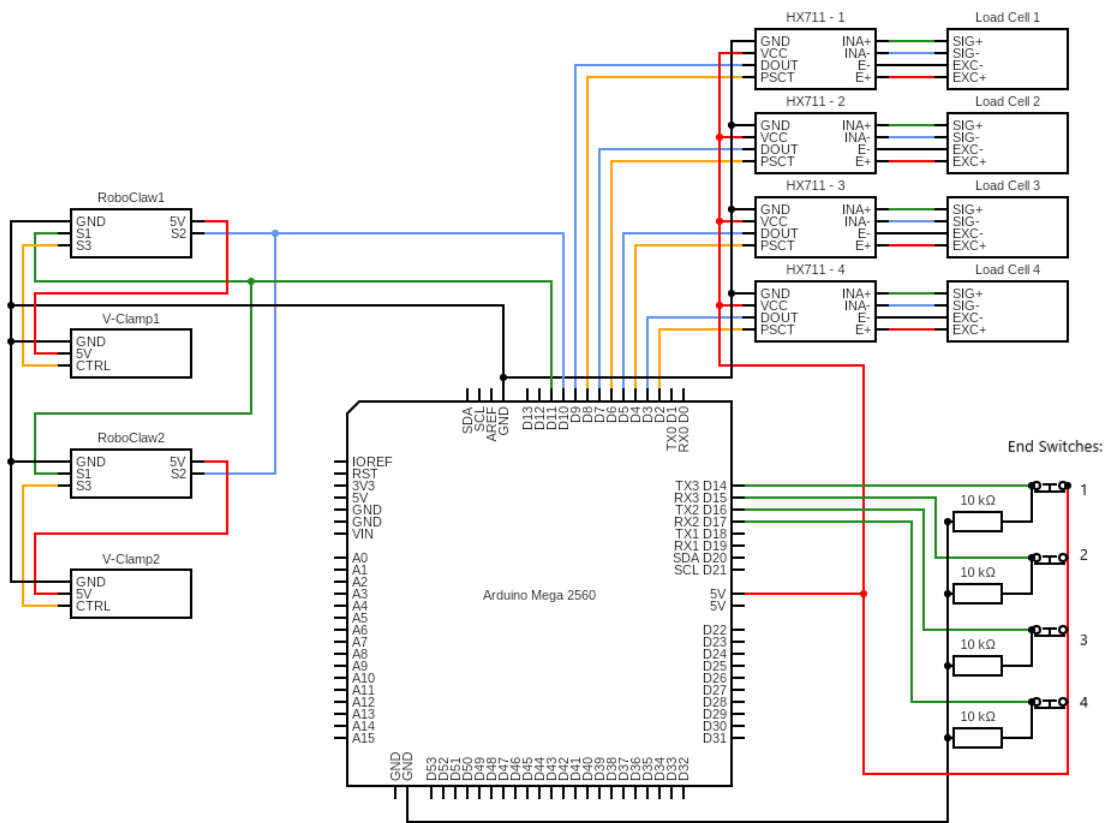 HX711 - 1
Load Cell 1
GND INA+ SIG+
VCC INA- SIG-
DOUT E- EXC-
PSCT E+ EXC+
HX711 - 2
Load Cell 2
GND INA+ SIG+
VCC INA- SIG-
DOUT E- EXC-
PSCT E+ EXC+
HX711 - 3
Load Cell 3
GND INA+ SIG+
VCC INA- SIG-
DOUT E- EXC-
PSCT E+ EXC+
HX711 - 4
Load Cell 4
GND INA+ SIG+
VCC INA- SIG-
DOUT E- EXC-
PSCT E+ EXC+
RoboClaw1
GND 5V
S1 S2
S3
V-Clamp1
GND
5V
CTRL
RoboClaw2
GND 5V
S1 S2
S3
V-Clamp2
GND
5V
CTRL
SDA
SCL
AREF
GND
D13
D12
D11
D10
D9
D8
D7
D6
D5
D4
D3
D2
TX0 D1
RX0 D0
IOREF
RST
3V3
5V
GND
GND
VIN
A0
A1
A2
A3
A4
A5
A6
A7
A8
A9
A10
A11
A12
A13
A14
A15
Arduino Mega 2560
TX3 D14
RX3 D15
TX2 D16
RX2 D17
TX1 D18
RX1 D19
SDA D20
SCL D21
5V
5V
D22
D23
D24
D25
D26
D27
D28
D29
D30
D31
GND
GND
D53
D52
D51
D50
D49
D48
D47
D46
D45
D44
D43
D42
D41
D40
D39
D38
D37
D36
D35
D34
D33
D32
End Switches:
1
10 kΩ
2
10 kΩ
3
10 kΩ
4
10 kΩ